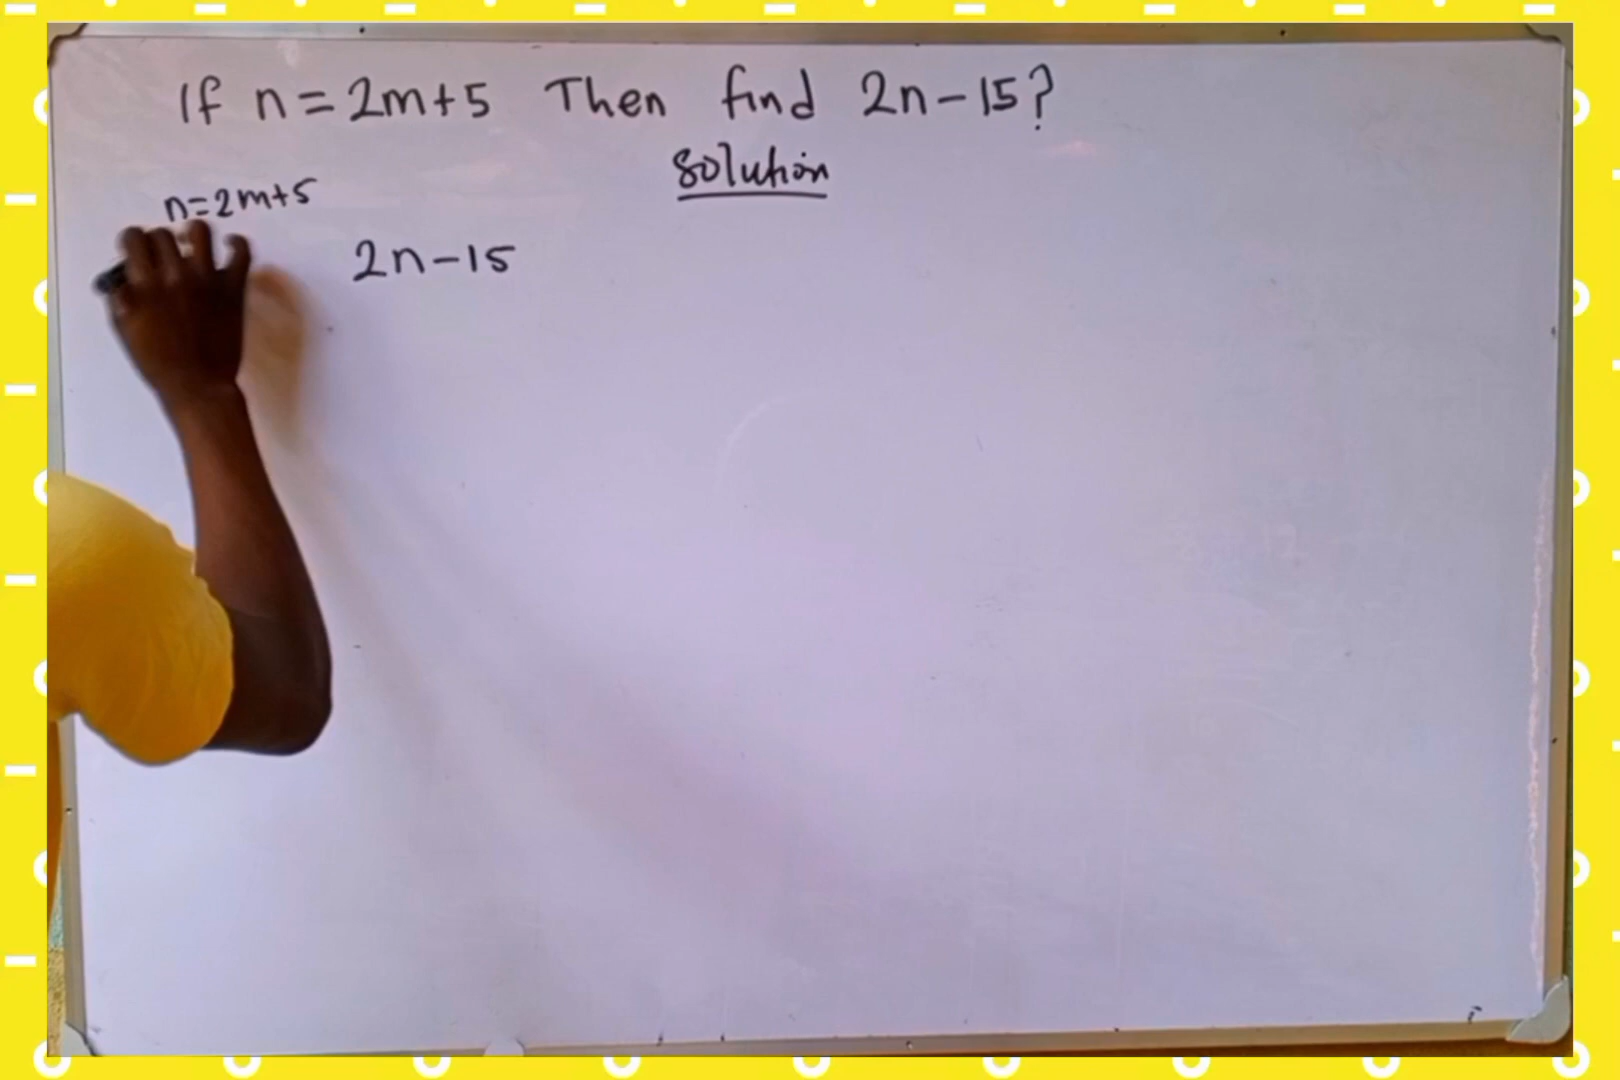 If n=2m+5 Then find 2n-15?
Solution
n=2m+5
2n-15